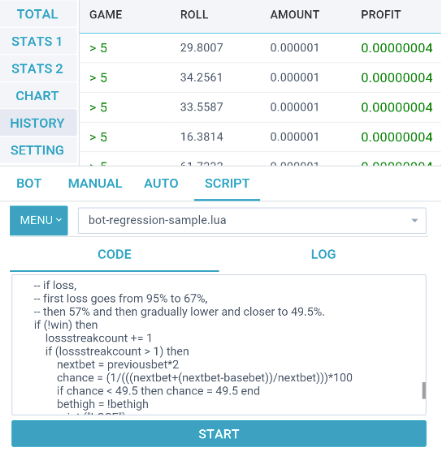 TOTAL
STATS 1
STATS 2
CHART
HISTORY
SETTING
GAME ROLL AMOUNT PROFIT
> 5 29.8007 0.000001 0.00000004
> 5 34.2561 0.000001 0.00000004
> 5 33.5587 0.000001 0.00000004
> 5 16.3814 0.000001 0.00000004
> 5 0.000001 0.00000004
BOT MANUAL AUTO SCRIPT
MENU bot-regression-sample.lua
CODE LOG
-- if loss,
-- first loss goes from 95% to 67%,
-- then 57% and then gradually lower and closer to 49.5%.
if (!win) then
lossstreakcount += 1
if (lossstreakcount > 1) then
nextbet = previousbet*2
chance = (1/(((nextbet+(nextbet-basebet))/nextbet)))*100
if chance < 49.5 then chance = 49.5 end
bethigh = !bethigh
START